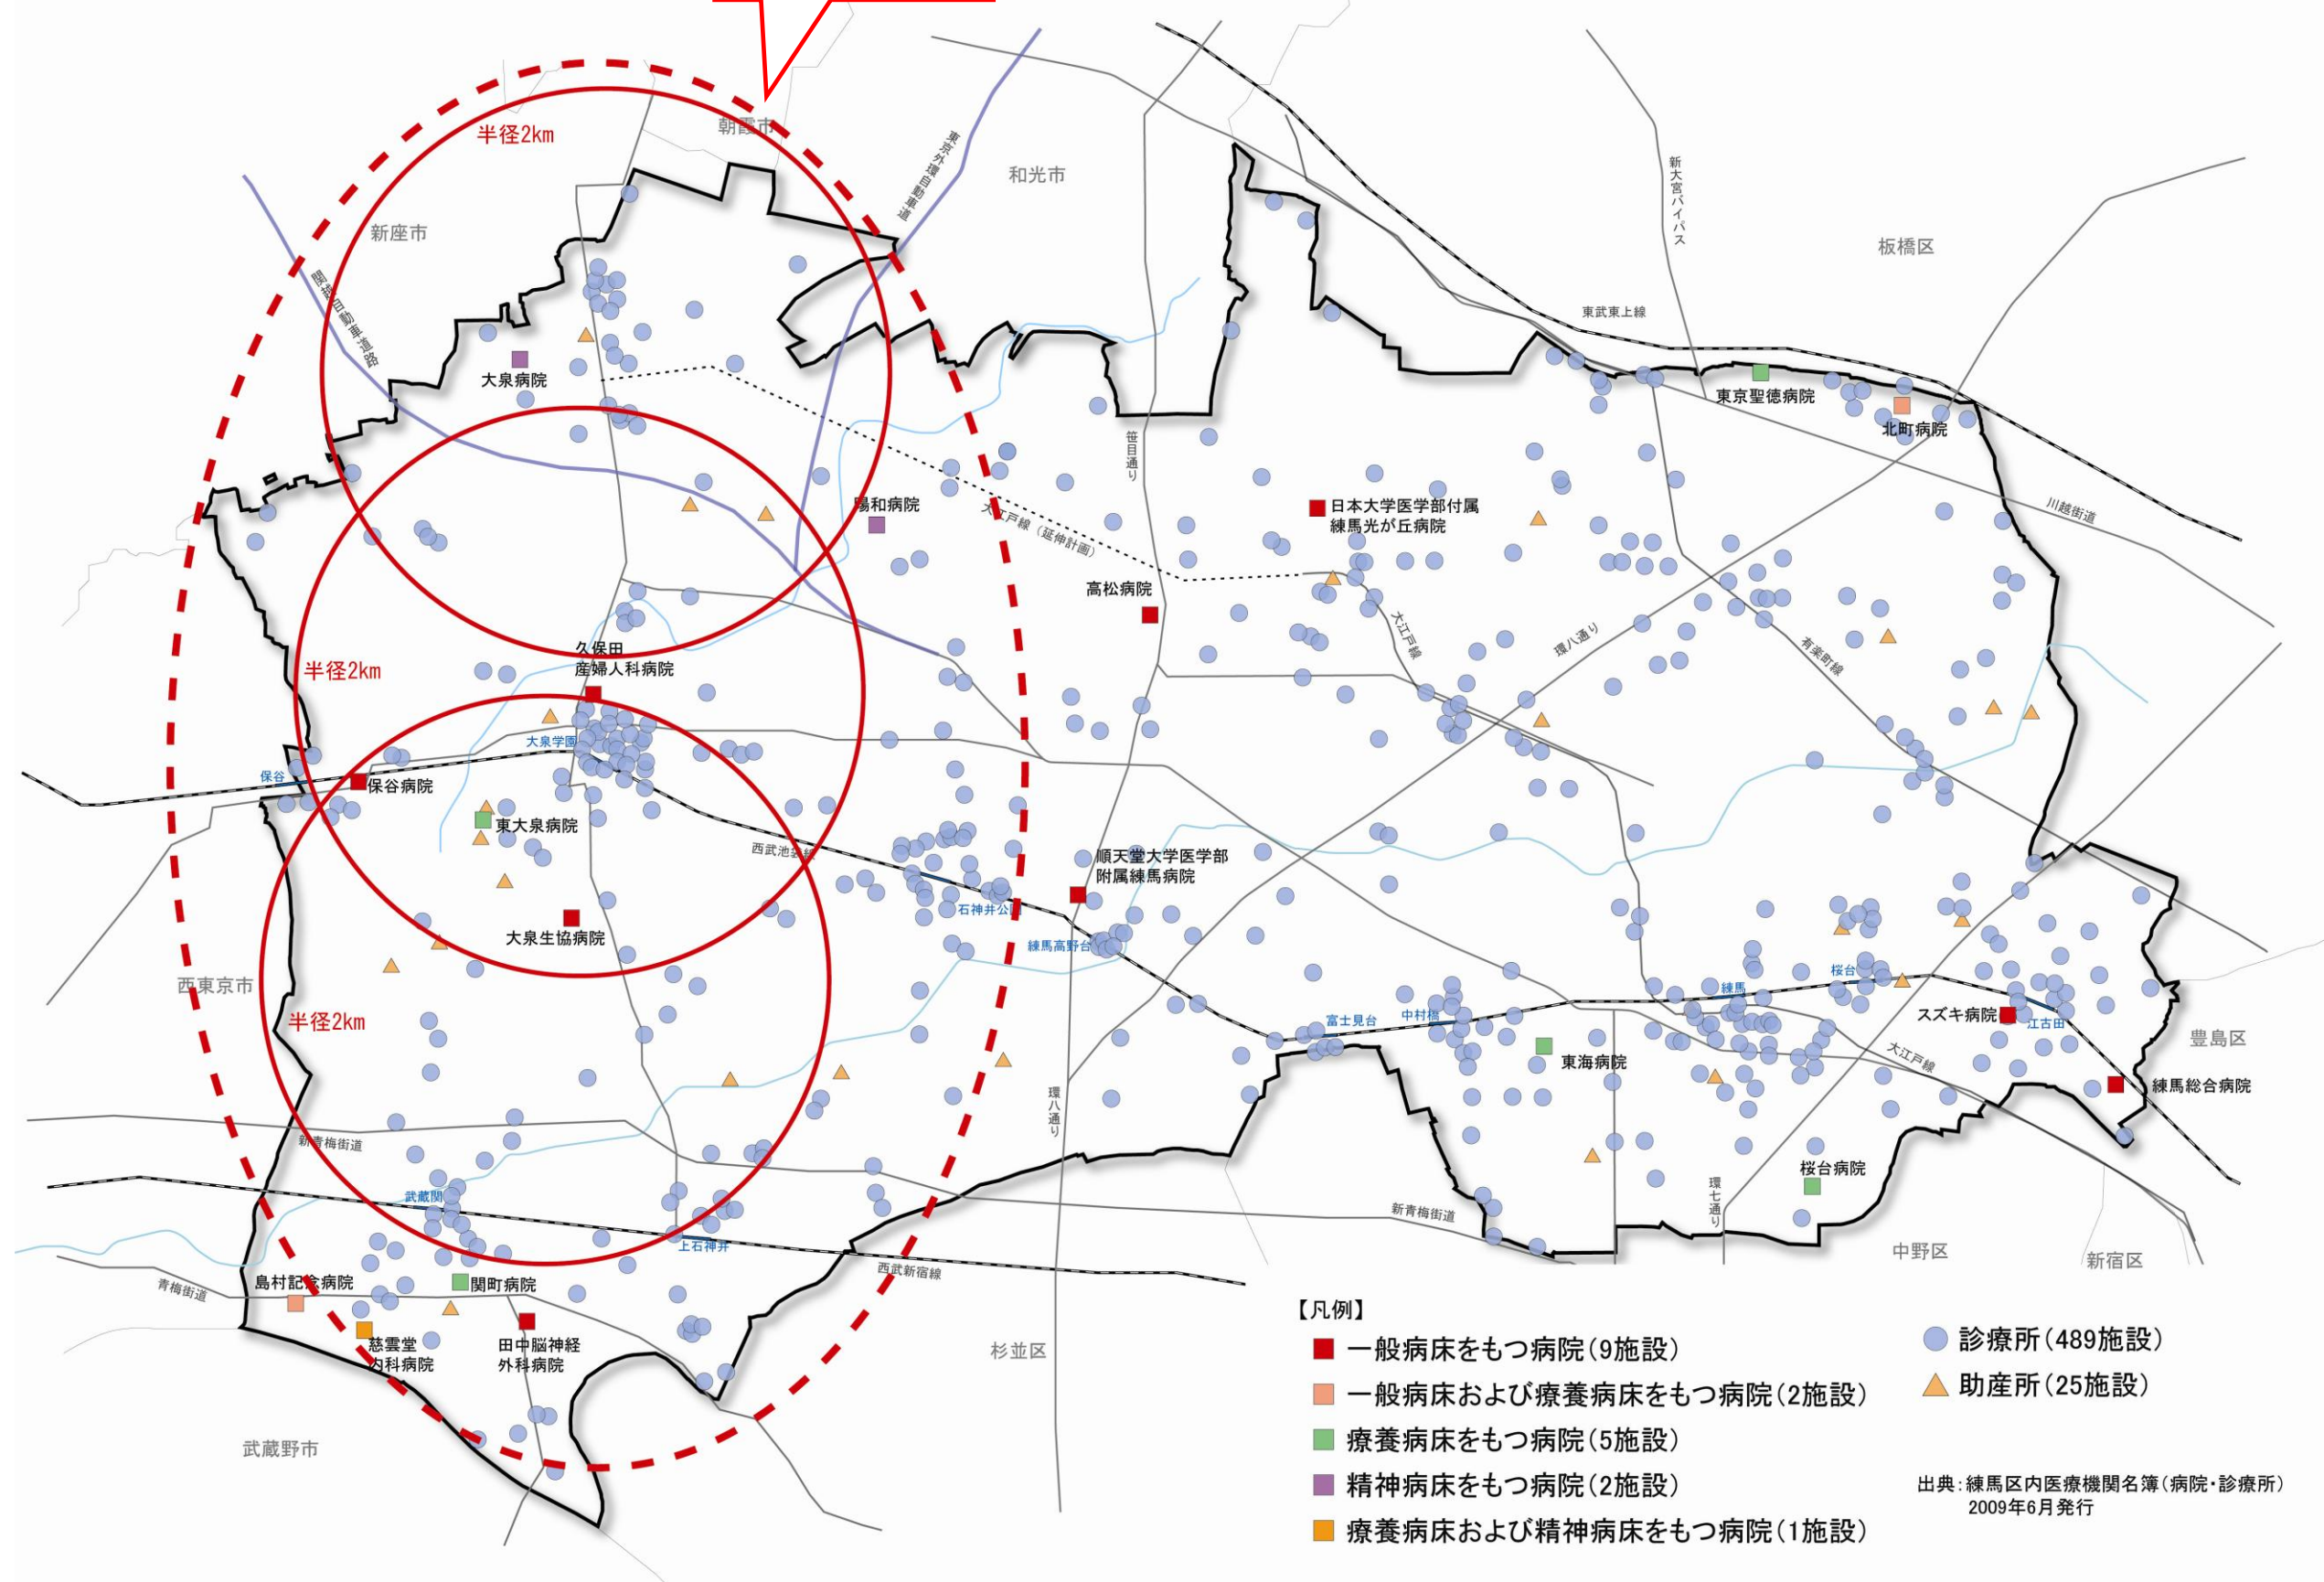 半径2km
朝霞市
東京外環自動車道
和光市
新大宮バイパス
新座市
板橋区
関越自動車道路
東武東上線
大泉病院
東京聖徳病院
北町病院
笹目通り
陽和病院
大江戸線（延伸計画）
日本大学医学部付属
練馬光が丘病院
川越街道
高松病院
大江戸線
環八通り
有楽町線
久保田
産婦人科病院
半径2km
大泉学園
保谷
保谷病院
東大泉病院
西武池袋線
順天堂大学医学部
附属練馬病院
石神井公園
練馬高野台
大泉生協病院
西東京市
半径2km
富士見台
中村橋
練馬
桜台
スズキ病院
江古田
豊島区
東海病院
大江戸線
練馬総合病院
環八通り
新青梅街道
武蔵関
桜台病院
環七通り
新青梅街道
上石神井
西武新宿線
中野区
新宿区
青梅街道
島村記念病院
関町病院
慈雲堂
内科病院
田中脳神経
外科病院
杉並区
武蔵野市
【凡例】
一般病床をもつ病院（9施設）
一般病床および療養病床をもつ病院（2施設）
療養病床をもつ病院（5施設）
精神病床をもつ病院（2施設）
療養病床および精神病床をもつ病院（1施設）
診療所（489施設）
助産所（25施設）
出典：練馬区内医療機関名簿（病院・診療所）
2009年6月発行